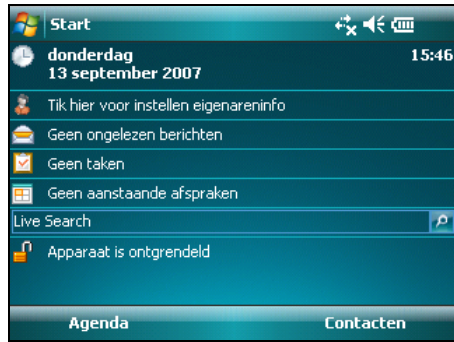 Start
donderdag 15:46
13 september 2007
Tik hier voor instellen eigenareninfo
Geen ongelezen berichten
Geen taken
Geen aanstaande afspraken
Live Search
Apparaat is ontgrendeld
Agenda Contacten